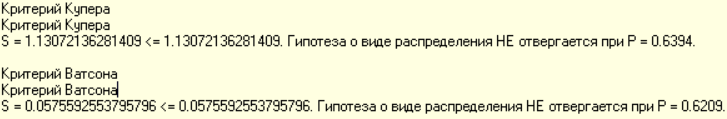 Критерий Купера
Критерий Купера
S = 1.13072136281409 <= 1.13072136281409. Гипотеза о виде распределения НЕ отвергается при P = 0.6394.
Критерий Ватсона
Критерий Ватсона
S = 0.0575592553795796 <= 0.0575592553795796. Гипотеза о виде распределения НЕ отвергается при P = 0.6209.